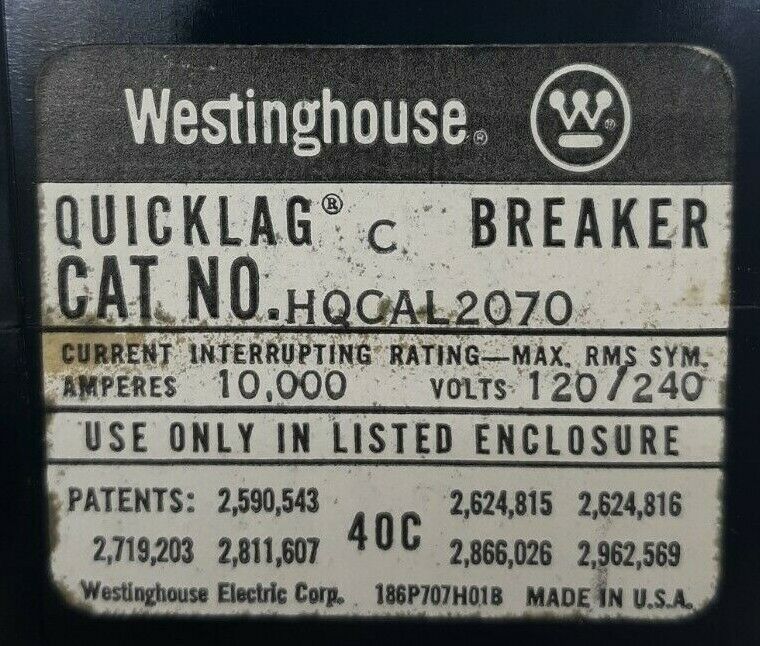 Westinghouse®
QUICKLAG® C BREAKER
CAT NO. HQCAL2070
CURRENT INTERRUPTING RATING—MAX. RMS SYM.
AMPERES 10,000 VOLTS 120/240
USE ONLY IN LISTED ENCLOSURE
PATENTS: 2,590,543 2,624,815 2,624,816
40C
2,719,203 2,811,607 2,866,026 2,962,569
Westinghouse Electric Corp. 186P707H01B MADE IN U.S.A.